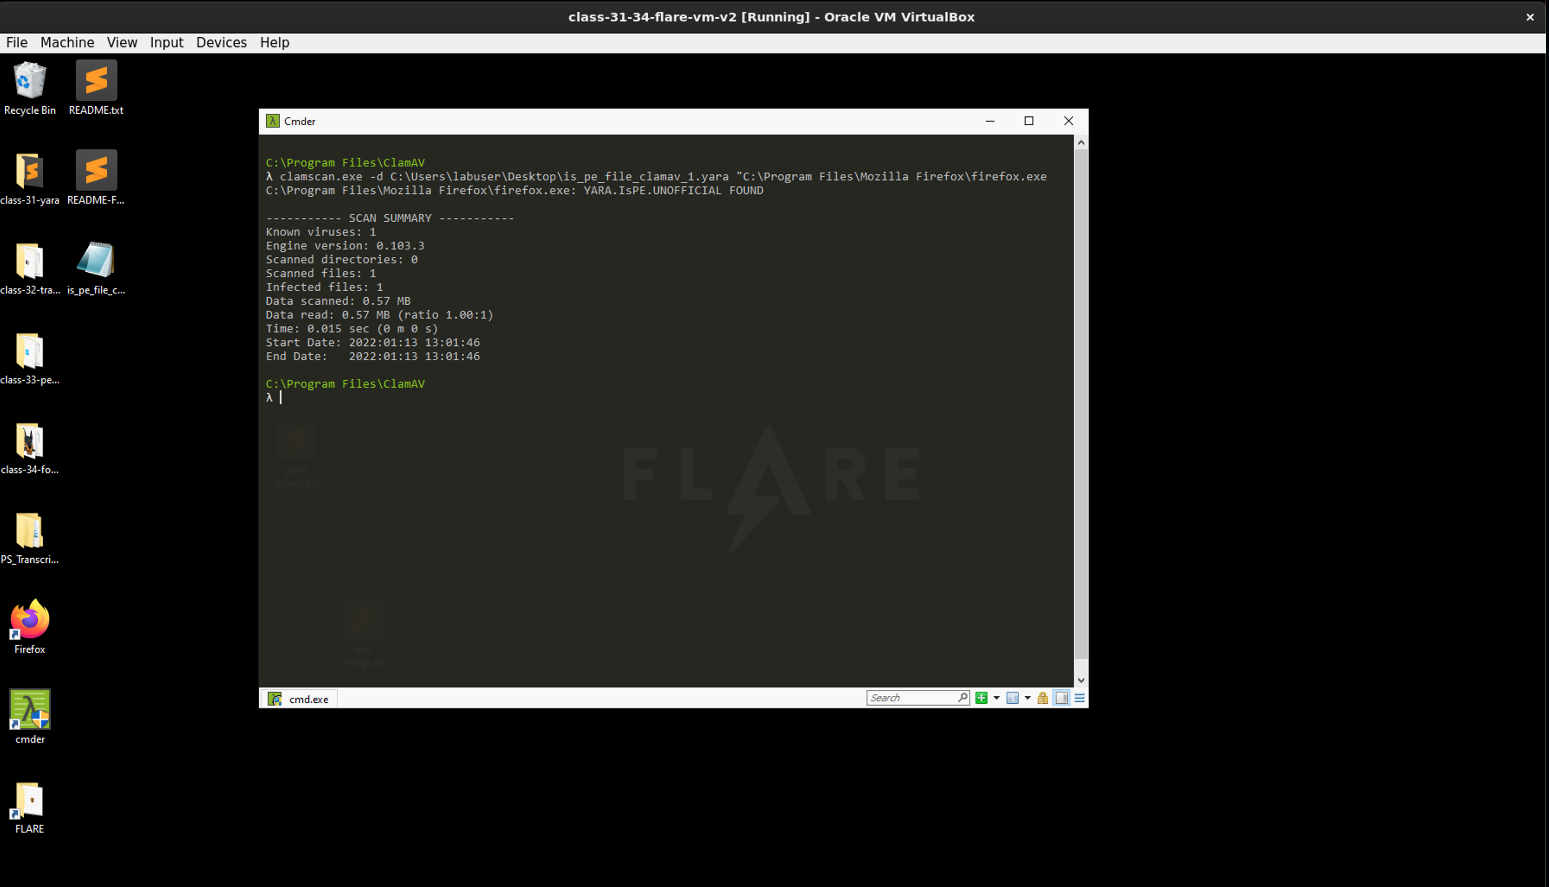 class-31-34-flare-vm-v2 [Running] - Oracle VM VirtualBox
File Machine View Input Devices Help
Recycle Bin
README.txt
class-31-yara
README-F...
class-32-tra...
is_pe_file_c...
class-33-pe...
class-34-fo...
PS_Transcri...
Firefox
cmder
FLARE
Cmder
C:\Program Files\ClamAV
λ clamscan.exe -d C:\Users\labuser\Desktop\is_pe_file_clamav_1.yara "C:\Program Files\Mozilla Firefox\firefox.exe
C:\Program Files\Mozilla Firefox\firefox.exe: YARA.IsPE.UNOFFICIAL FOUND
----------- SCAN SUMMARY -----------
Known viruses: 1
Engine version: 0.103.3
Scanned directories: 0
Scanned files: 1
Infected files: 1
Data scanned: 0.57 MB
Data read: 0.57 MB (ratio 1.00:1)
Time: 0.015 sec (0 m 0 s)
Start Date: 2022:01:13 13:01:46
End Date:   2022:01:13 13:01:46
C:\Program Files\ClamAV
λ
FLARE
cmd.exe
Search